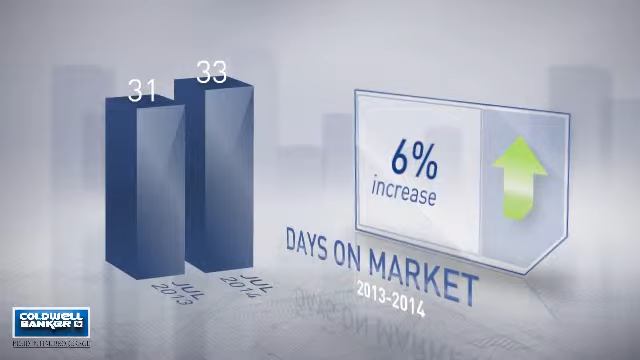 31
33
6%
increase
JUL
2013
JUL
2014
DAYS ON MARKET
2013-2014
COLDWELL
BANKER